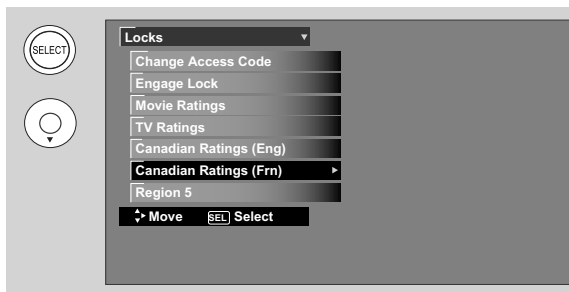 SELECT
Locks
Change Access Code
Engage Lock
Movie Ratings
TV Ratings
Canadian Ratings (Eng)
Canadian Ratings (Frn)
Region 5
Move SEL Select